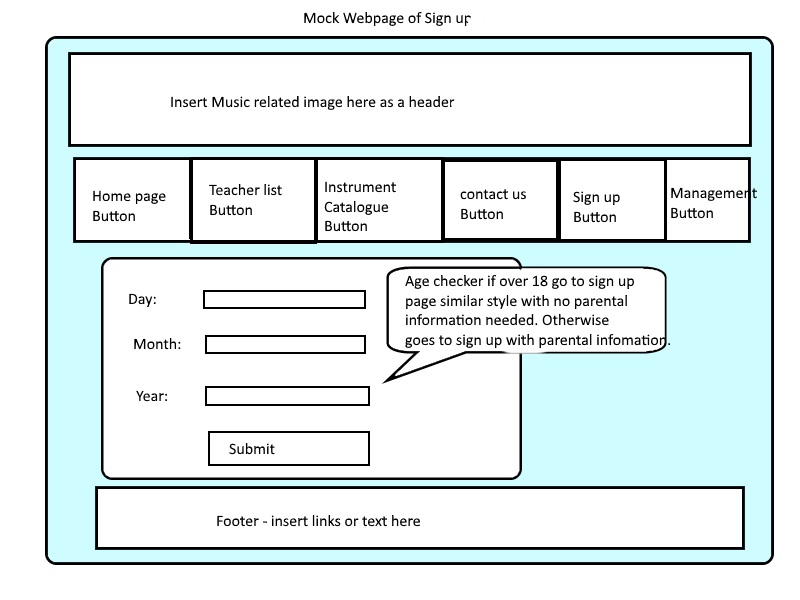 Mock Webpage of Sign up
Insert Music related image here as a header
Home page
Button
Teacher list
Button
Instrument
Catalogue
Button
contact us
Button
Sign up
Button
Management
Button
Day:
Month:
Year:
Submit
Age checker if over 18 go to sign up
page similar style with no parental
information needed. Otherwise
goes to sign up with parental infomation.
Footer - insert links or text here